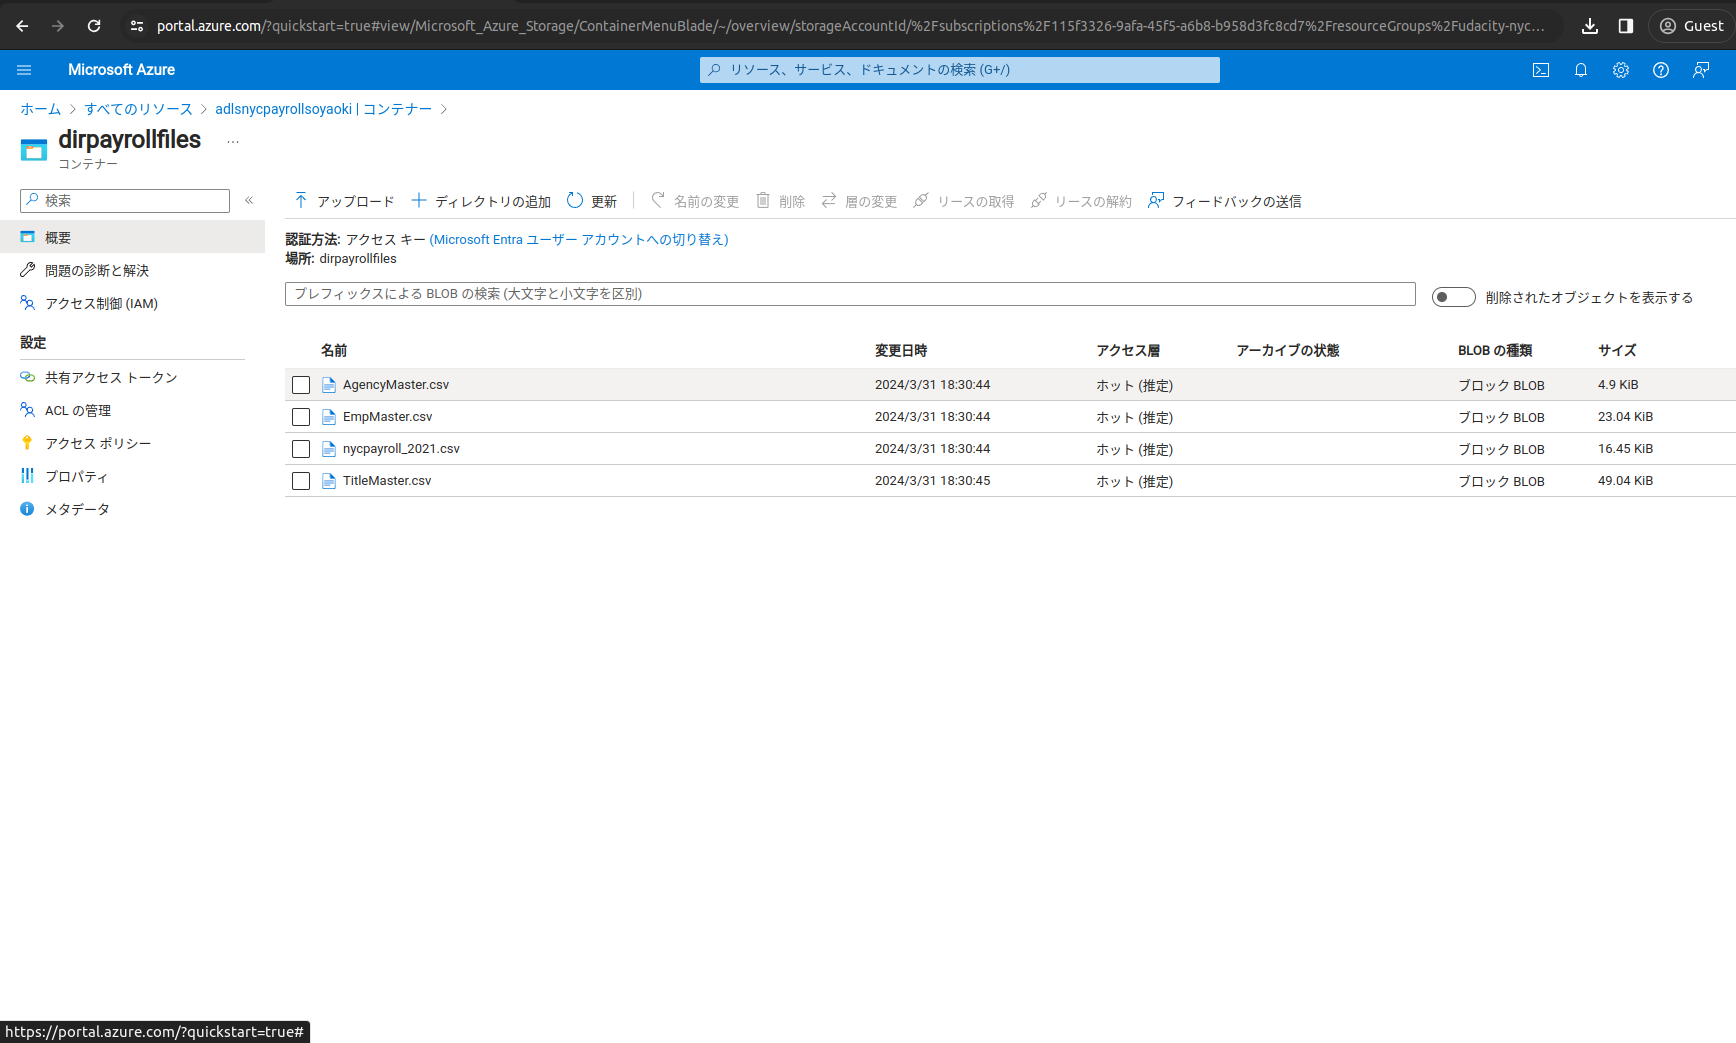 portal.azure.com/?quickstart=true#view/Microsoft_Azure_Storage/ContainerMenuBlade/~/overview/storageAccountId/%2Fsubscriptions%2F115f3326-9afa-45f5-a6b8-b958d3fc8cd7%2FresourceGroups%2Fudacity-nyc... Guest
Microsoft Azure リソース、サービス、ドキュメントの検索 (G+/)
ホーム > すべてのリソース > adlsnycpayrollsoyaoki | コンテナー >
dirpayrollfiles ...
コンテナー
検索 «
概要
問題の診断と解決
アクセス制御 (IAM)
設定
共有アクセス トークン
ACL の管理
アクセス ポリシー
プロパティ
メタデータ
アップロード ディレクトリの追加 更新 名前の変更 削除 層の変更 リースの取得 リースの解約 フィードバックの送信
認証方法: アクセス キー (Microsoft Entra ユーザー アカウントへの切り替え)
場所: dirpayrollfiles
プレフィックスによる BLOB の検索 (大文字と小文字を区別) 削除されたオブジェクトを表示する
名前 変更日時 アクセス層 アーカイブの状態 BLOB の種類 サイズ
AgencyMaster.csv 2024/3/31 18:30:44 ホット (推定) ブロック BLOB 4.9 KiB
EmpMaster.csv 2024/3/31 18:30:44 ホット (推定) ブロック BLOB 23.04 KiB
nycpayroll_2021.csv 2024/3/31 18:30:44 ホット (推定) ブロック BLOB 16.45 KiB
TitleMaster.csv 2024/3/31 18:30:45 ホット (推定) ブロック BLOB 49.04 KiB
https://portal.azure.com/?quickstart=true#